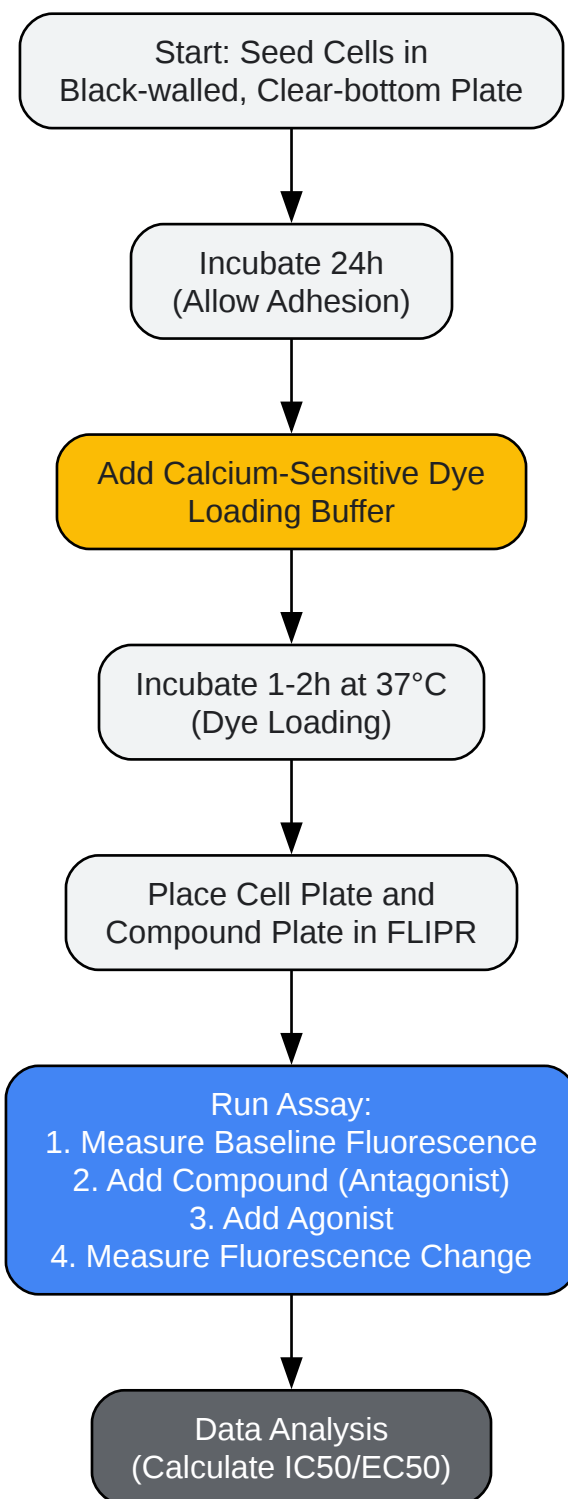 Start: Seed Cells in
Black-walled, Clear-bottom Plate
Incubate 24h
(Allow Adhesion)
Add Calcium-Sensitive Dye
Loading Buffer
Incubate 1-2h at 37°C
(Dye Loading)
Place Cell Plate and
Compound Plate in FLIPR
Run Assay:
1. Measure Baseline Fluorescence
2. Add Compound (Antagonist)
3. Add Agonist
4. Measure Fluorescence Change
Data Analysis
(Calculate IC50/EC50)